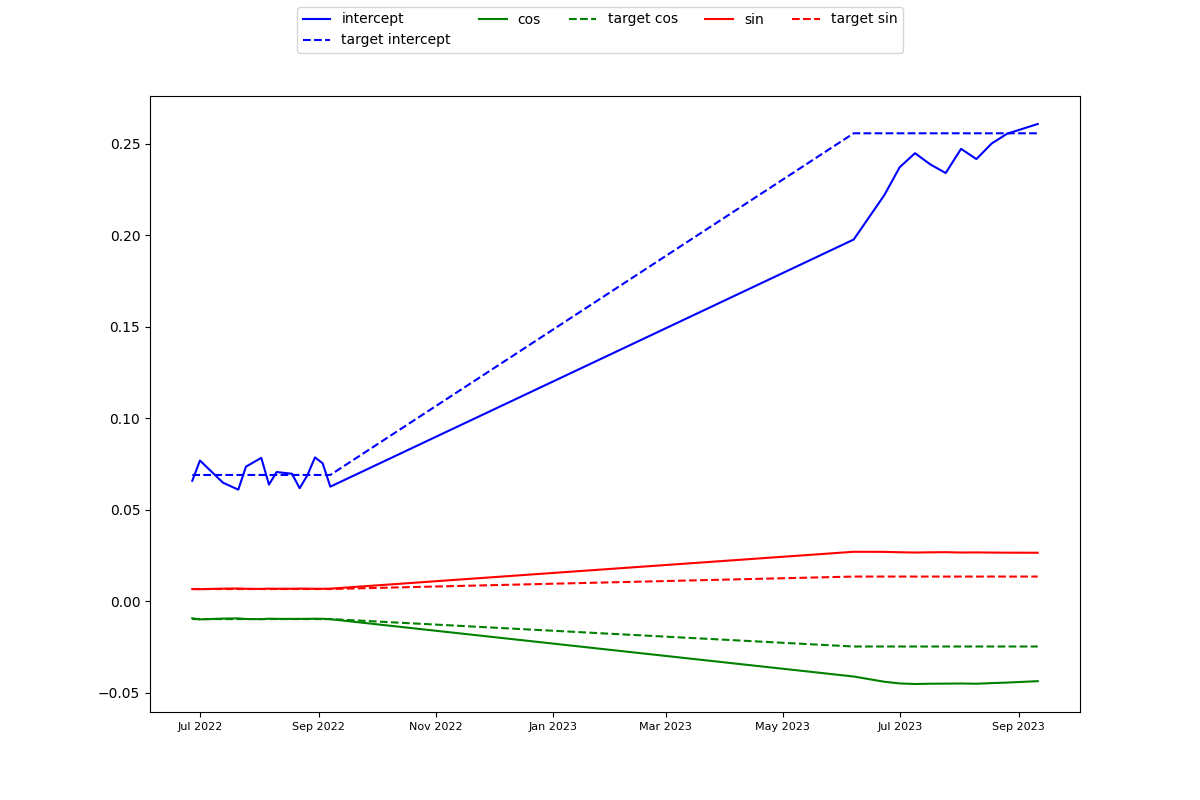 intercept cos target cos sin target sin
target intercept
0.25
0.20
0.15
0.10
0.05
0.00
−0.05
Jul 2022 Sep 2022 Nov 2022 Jan 2023 Mar 2023 May 2023 Jul 2023 Sep 2023